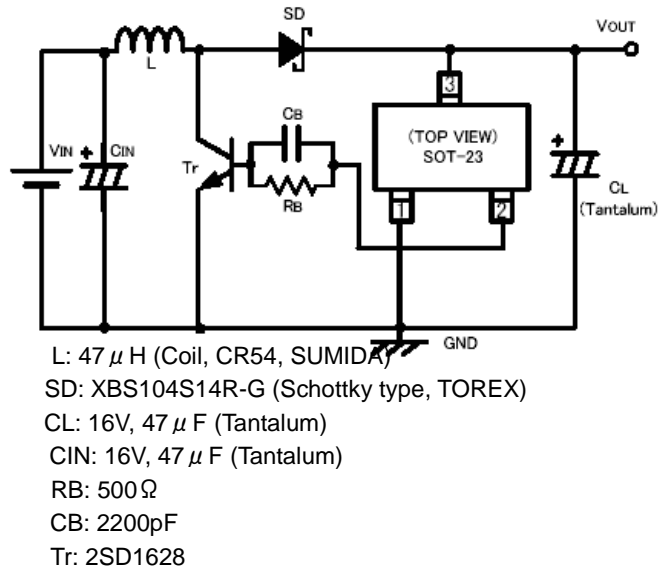 SD
VOUT
L
3
CB
(TOP VIEW)
SOT-23
VIN
+
CIN
Tr
+
RB
1
2
CL
(Tantalum)
GND
L: 47 μ H (Coil, CR54, SUMIDA)
SD: XBS104S14R-G (Schottky type, TOREX)
CL: 16V, 47 μ F (Tantalum)
CIN: 16V, 47 μ F (Tantalum)
RB: 500Ω
CB: 2200pF
Tr: 2SD1628